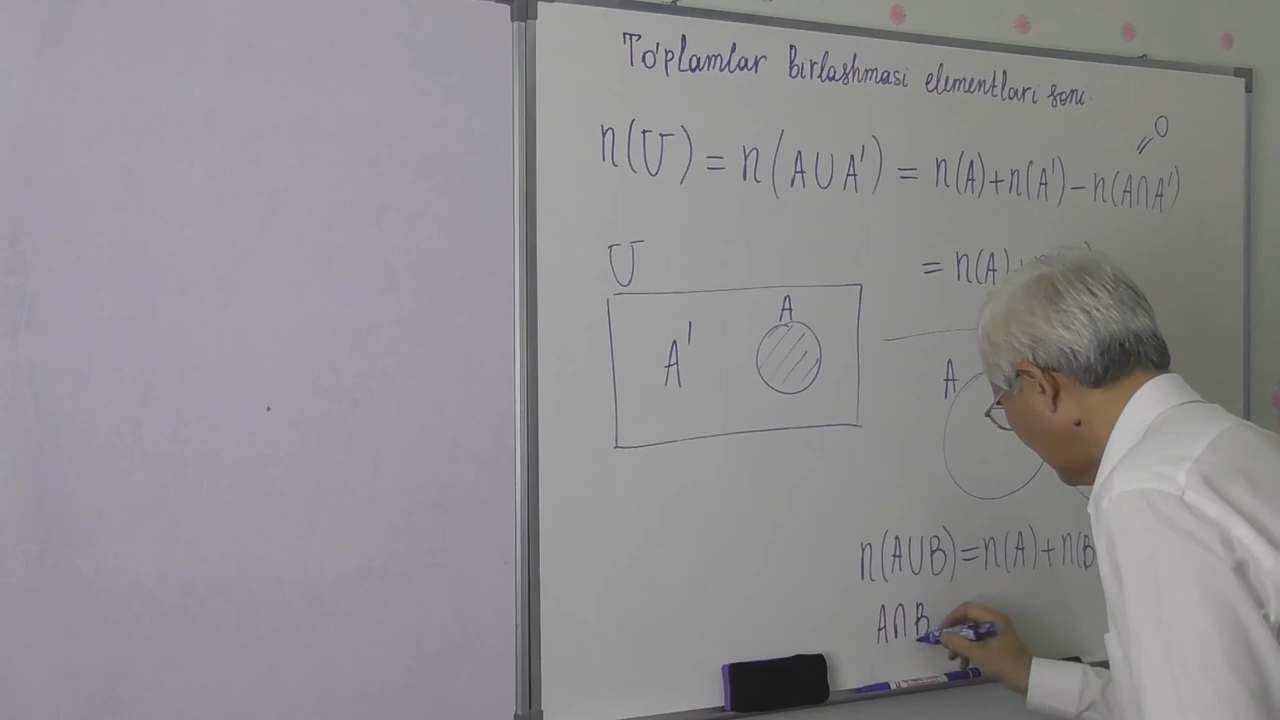 To'plamlar birlashmasi elementlari soni.
n(U) = n(A∪A') = n(A)+n(A')-n(A∩A')
= 0
U
= n(A)
A
A'
A
n(A∪B)=n(A)+n(B
A∩B